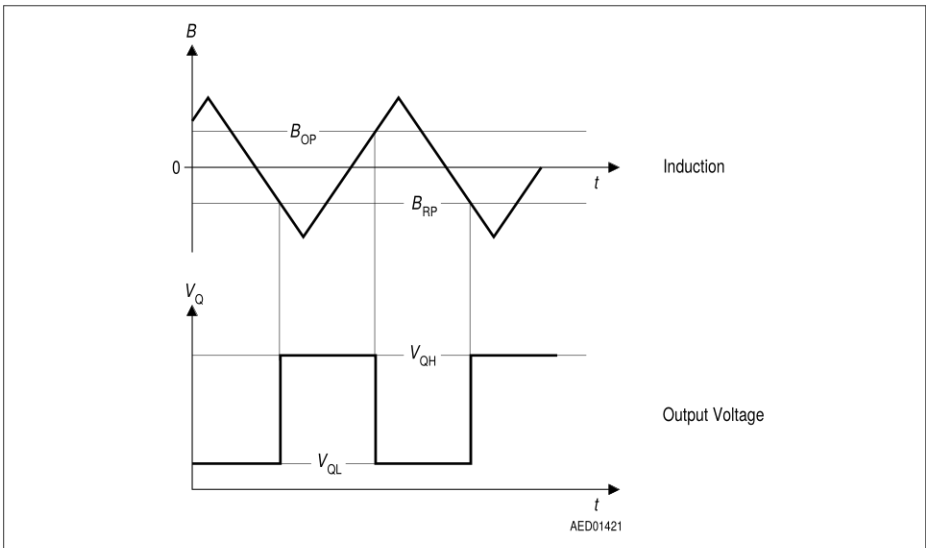 B
B_OP
0
t
Induction
B_RP
V_Q
V_QH
Output Voltage
V_QL
t
AED01421